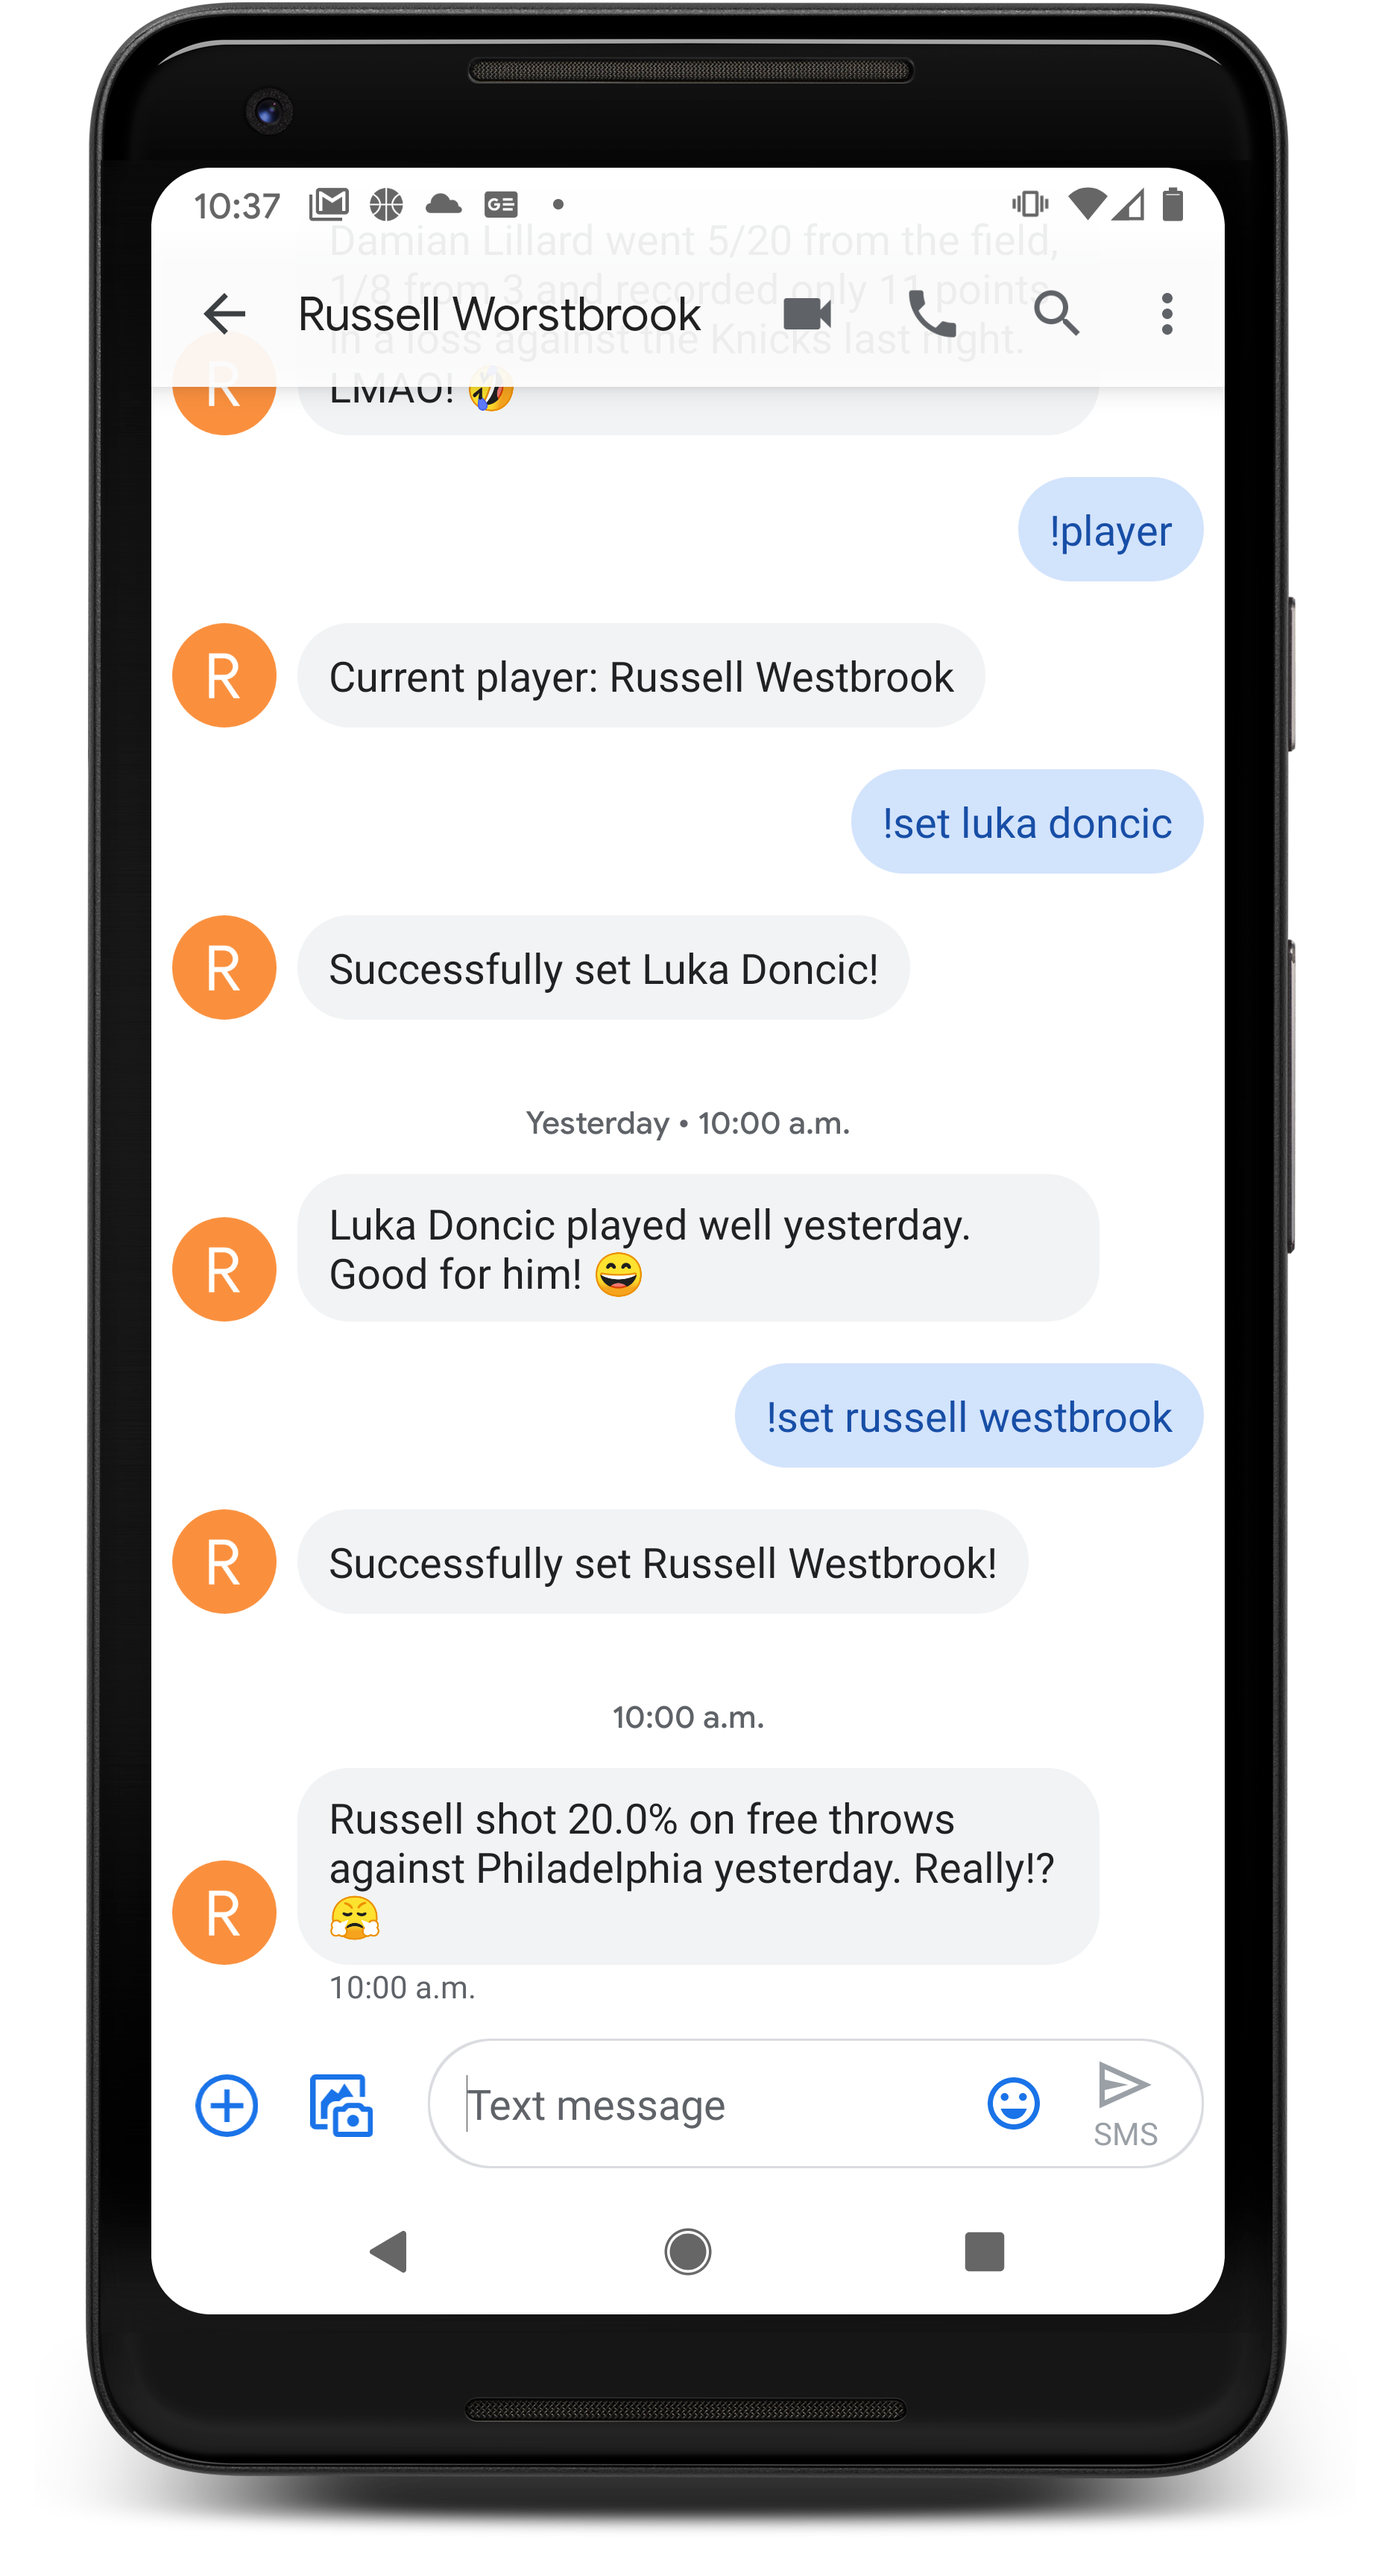 10:37
Damian Lillard went 5/20 from the field,
1/8 from 3 and recorded only 11 points
in a loss against the Knicks last night.
Russell Worstbrook
R
LMAO! 🤣
!player
R
Current player: Russell Westbrook
!set luka doncic
R
Successfully set Luka Doncic!
Yesterday • 10:00 a.m.
R
Luka Doncic played well yesterday.
Good for him! 😄
!set russell westbrook
R
Successfully set Russell Westbrook!
10:00 a.m.
R
Russell shot 20.0% on free throws
against Philadelphia yesterday. Really!?
😤
10:00 a.m.
Text message
SMS